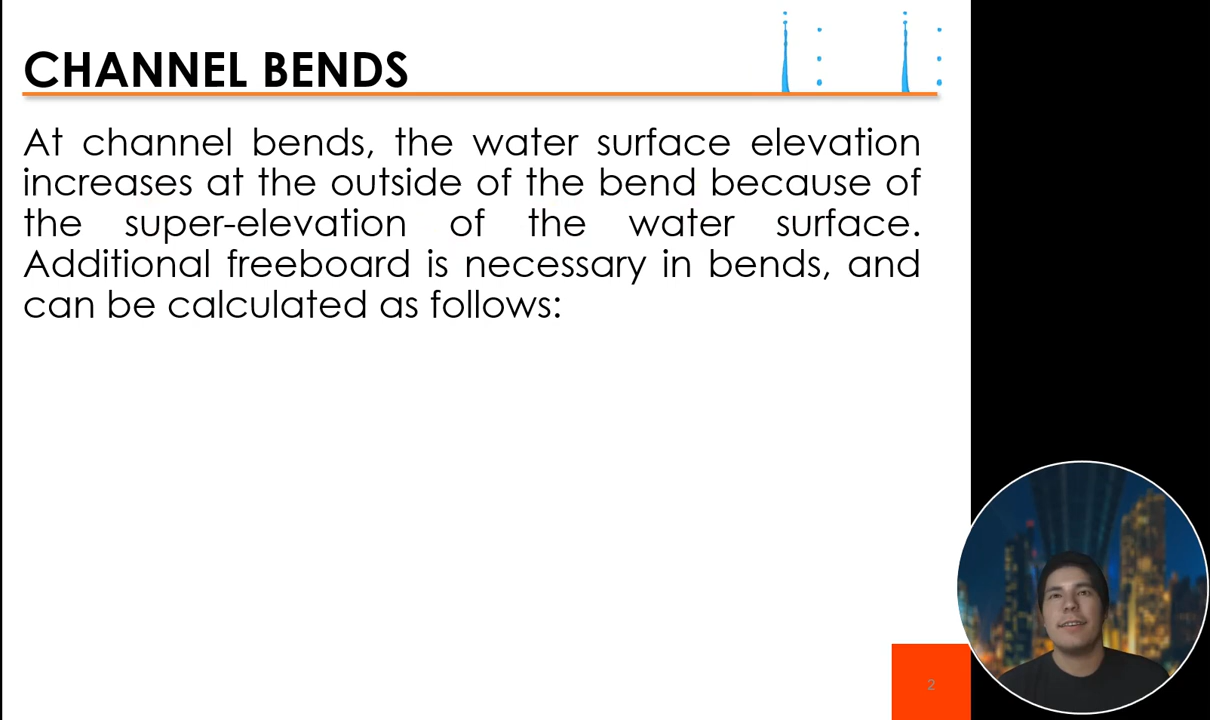 CHANNEL BENDS
At channel bends, the water surface elevation
increases at the outside of the bend because of
the super-elevation of the water surface.
Additional freeboard is necessary in bends, and
can be calculated as follows:
2